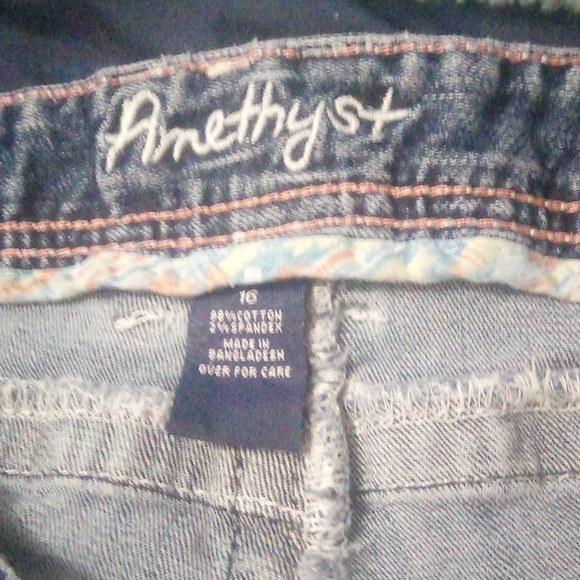 Amethyst
16
98% COTTON
2% SPANDEX
MADE IN
BANGLADESH
OVER FOR CARE